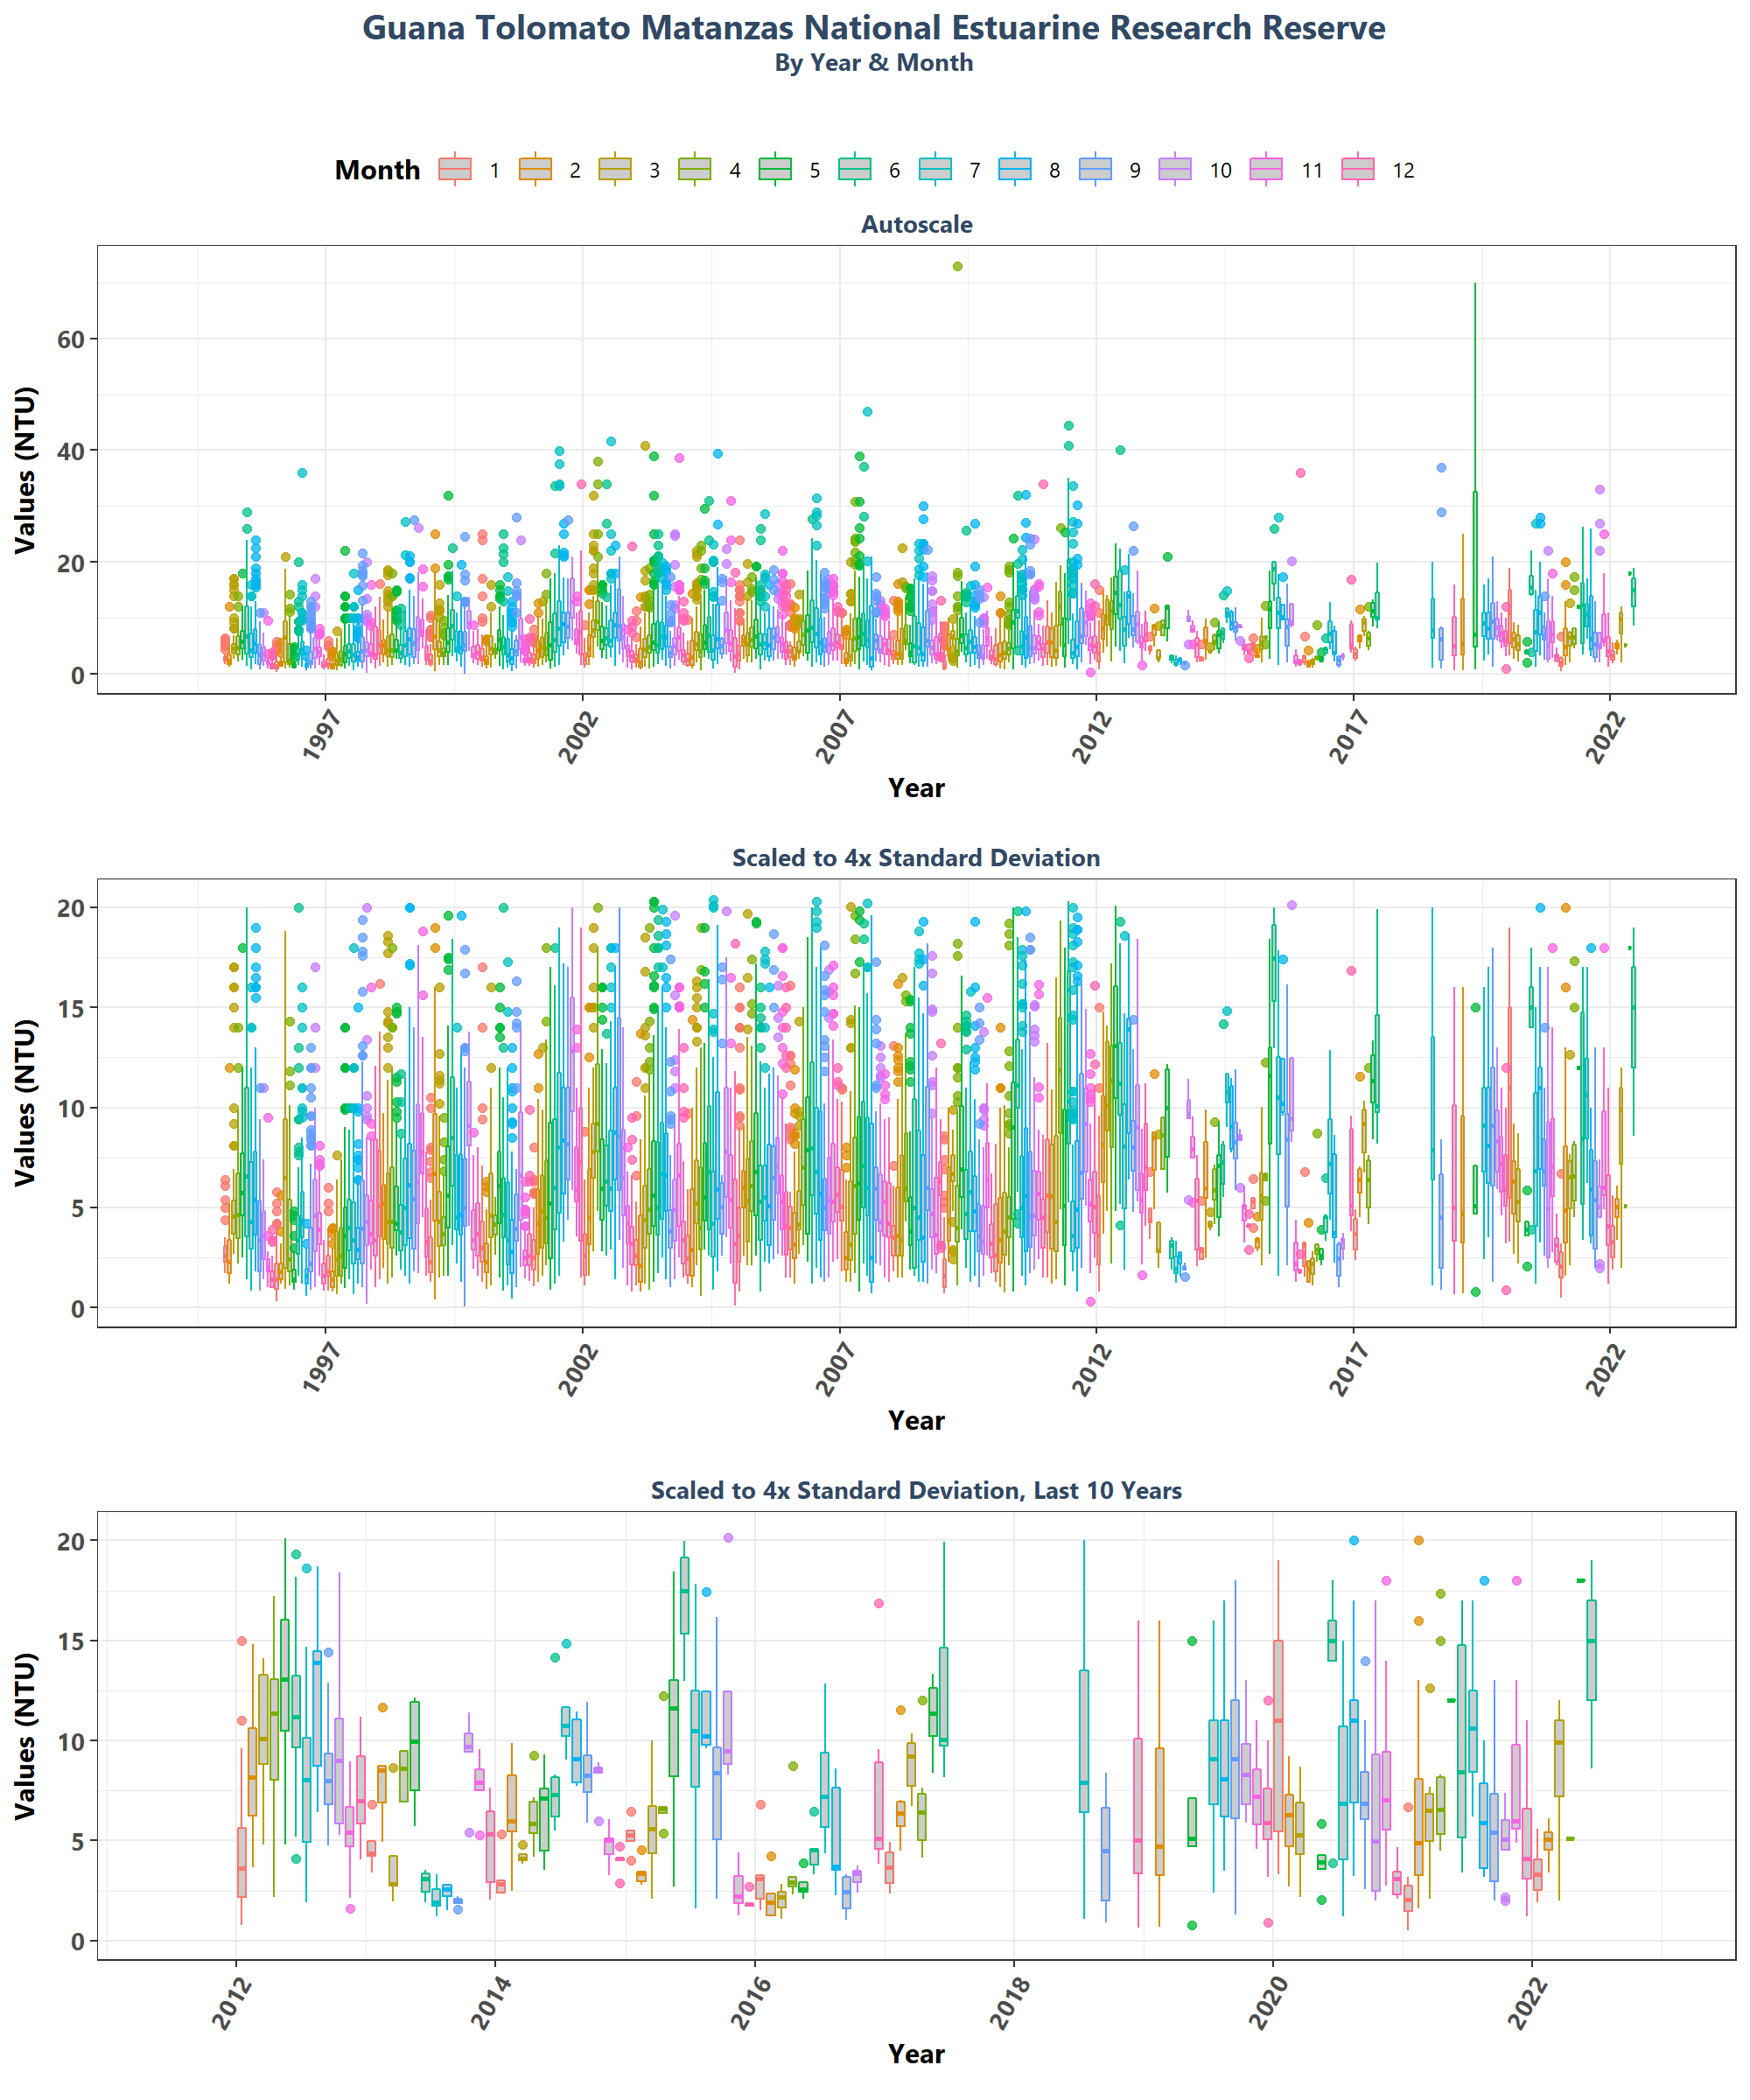 Guana Tolomato Matanzas National Estuarine Research Reserve
By Year & Month
Month 1 2 3 4 5 6 7 8 9 10 11 12
Autoscale
Values (NTU)
60
40
20
0
1997 2002 2007 2012 2017 2022
Year
Scaled to 4x Standard Deviation
Values (NTU)
20
15
10
5
0
1997 2002 2007 2012 2017 2022
Year
Scaled to 4x Standard Deviation, Last 10 Years
Values (NTU)
20
15
10
5
0
2012 2014 2016 2018 2020 2022
Year